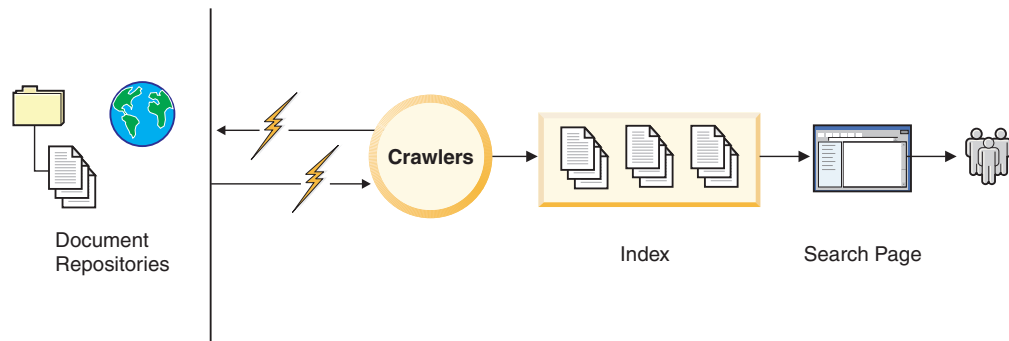 Document
Repositories
Crawlers
Index
Search Page